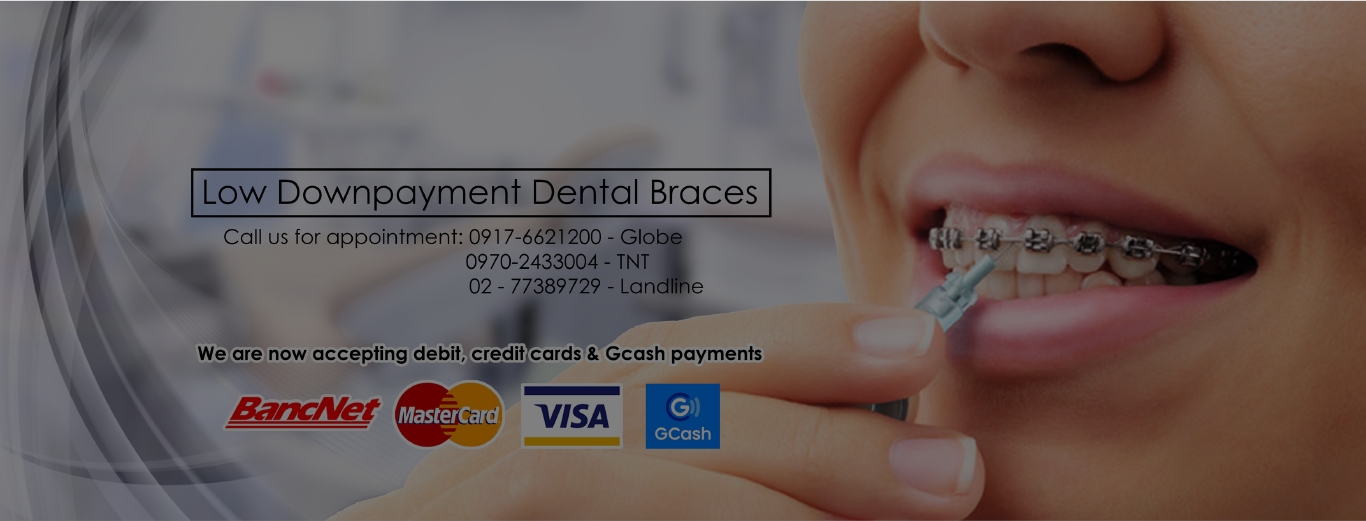 Low Downpayment Dental Braces
Call us for appointment: 0917-6621200 - Globe
0970-2433004 - TNT
02 - 77389729 - Landline
We are now accepting debit, credit cards & Gcash payments
BancNet
MasterCard
VISA
G
GCash